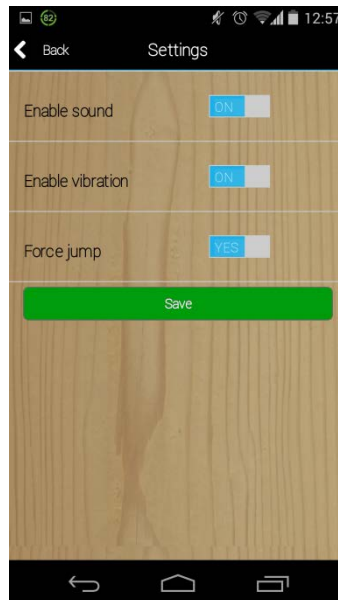 82 12:57
Back Settings
Enable sound ON
Enable vibration ON
Force jump YES
Save